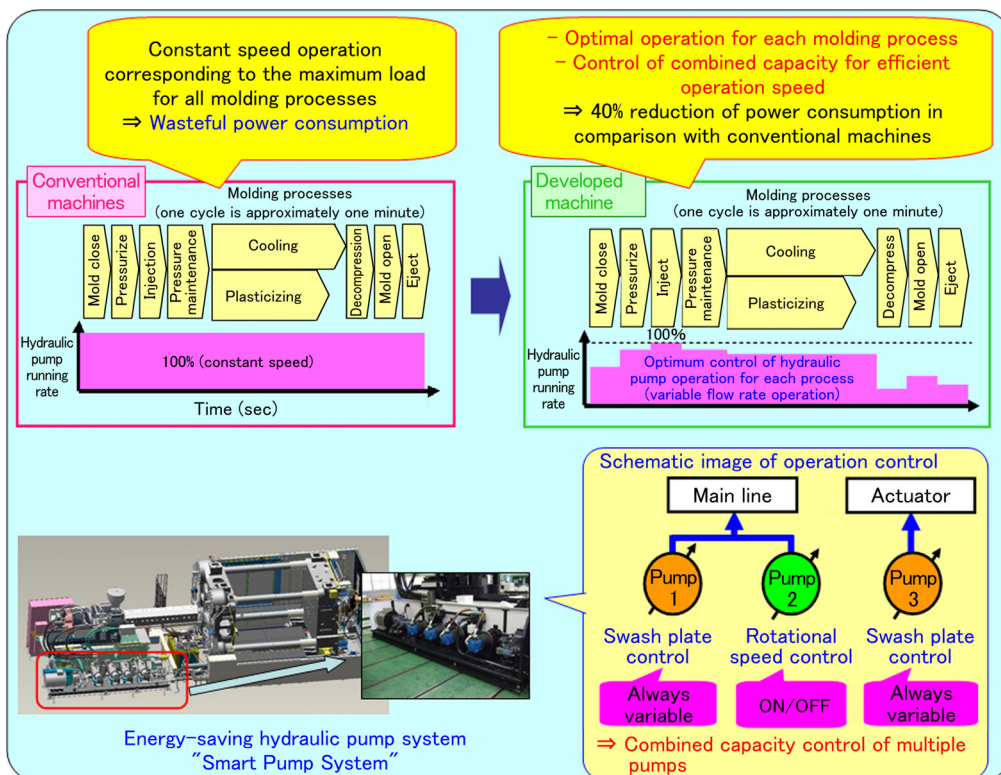 Constant speed operation
corresponding to the maximum load
for all molding processes
⇒ Wasteful power consumption
- Optimal operation for each molding process
- Control of combined capacity for efficient
operation speed
⇒ 40% reduction of power consumption in
comparison with conventional machines
Conventional
machines
Molding processes
(one cycle is approximately one minute)
Mold close
Pressurize
Injection
Pressure
maintenance
Cooling
Plasticizing
Decompression
Mold open
Eject
Hydraulic
pump
running
rate
100% (constant speed)
Time (sec)
Developed
machine
Molding processes
(one cycle is approximately one minute)
Mold close
Pressurize
Inject
Pressure
maintenance
Cooling
Plasticizing
Decompress
Mold open
Eject
100%
Hydraulic
pump
running
rate
Optimum control of hydraulic
pump operation for each process
(variable flow rate operation)
Schematic image of operation control
Main line
Actuator
Pump
1
Pump
2
Pump
3
Swash plate
control
Rotational
speed control
Swash plate
control
Always
variable
ON/OFF
Always
variable
⇒ Combined capacity control of multiple
pumps
Energy-saving hydraulic pump system
"Smart Pump System"